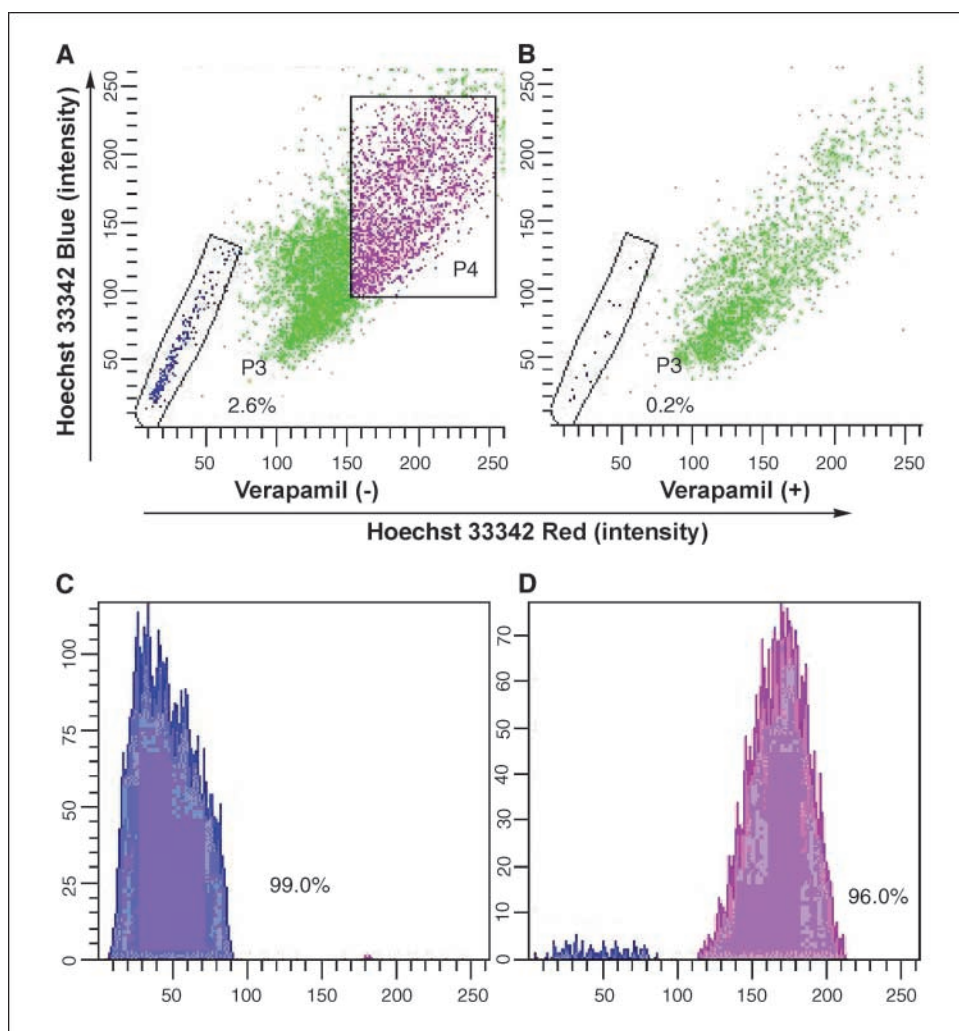 A
B
Hoechst 33342 Blue (intensity)
250
200
150
100
50
P4
P3
2.6%
50 100 150 200 250
Verapamil (-)
250
200
150
100
50
P3
0.2%
50 100 150 200 250
Verapamil (+)
Hoechst 33342 Red (intensity)
C
D
100
75
50
25
0
99.0%
50 100 150 200 250
70
60
50
40
30
20
10
0
96.0%
50 100 150 200 250